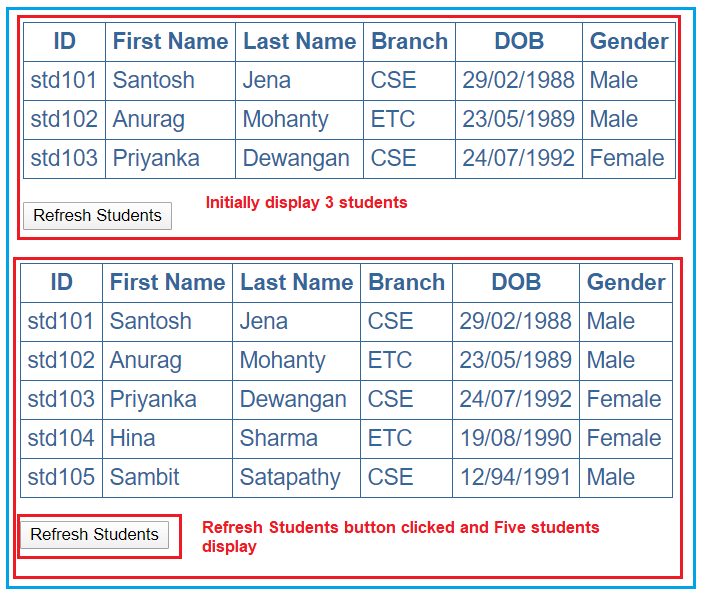 ID First Name Last Name Branch DOB Gender
std101 Santosh Jena CSE 29/02/1988 Male
std102 Anurag Mohanty ETC 23/05/1989 Male
std103 Priyanka Dewangan CSE 24/07/1992 Female
Refresh Students Initially display 3 students
ID First Name Last Name Branch DOB Gender
std101 Santosh Jena CSE 29/02/1988 Male
std102 Anurag Mohanty ETC 23/05/1989 Male
std103 Priyanka Dewangan CSE 24/07/1992 Female
std104 Hina Sharma ETC 19/08/1990 Female
std105 Sambit Satapathy CSE 12/94/1991 Male
Refresh Students Refresh Students button clicked and Five students
display